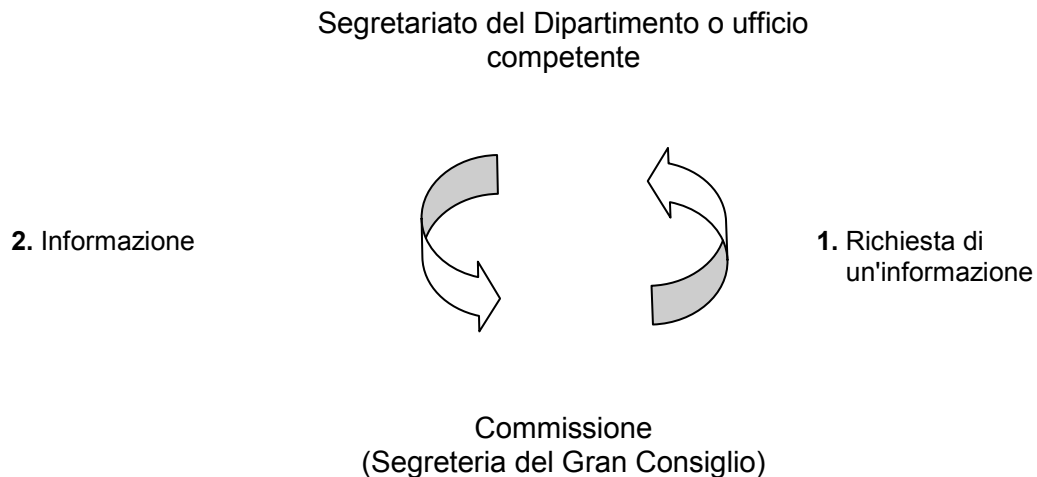 Segretariato del Dipartimento o ufficio
competente
2. Informazione
1. Richiesta di
un'informazione
Commissione
(Segreteria del Gran Consiglio)